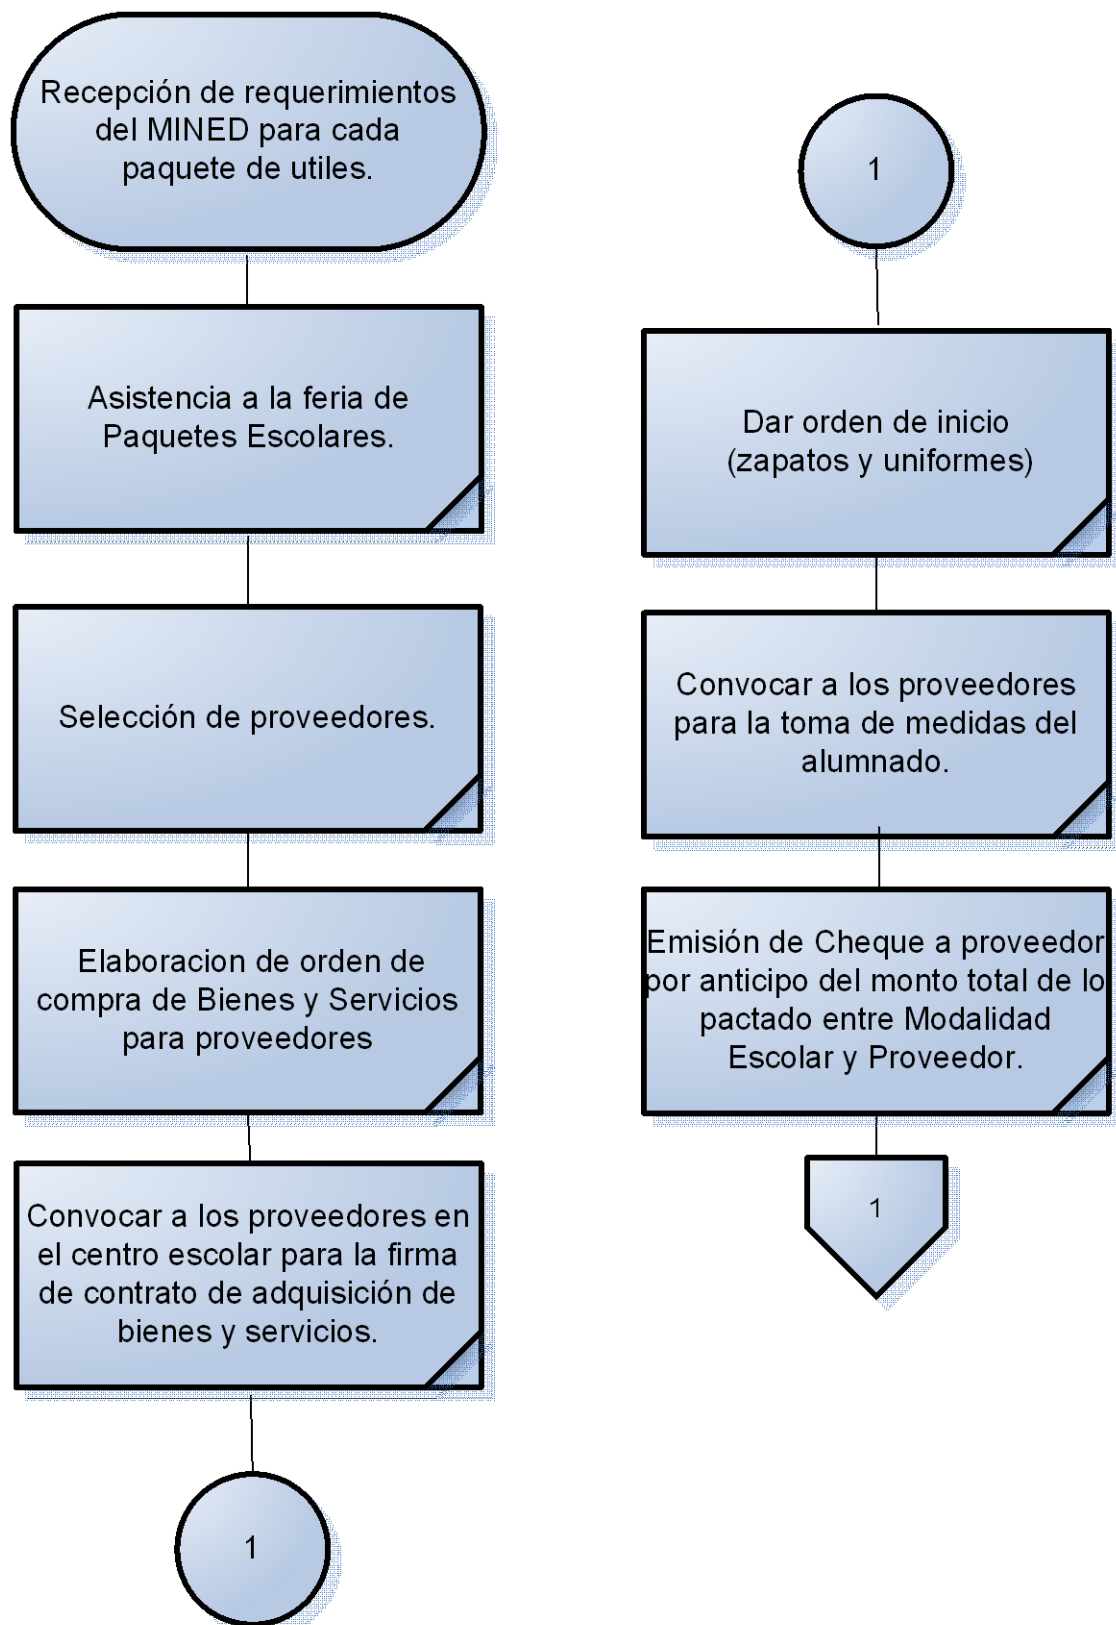 Recepción de requerimientos
del MINED para cada
paquete de utiles.
Asistencia a la feria de
Paquetes Escolares.
Selección de proveedores.
Elaboracion de orden de
compra de Bienes y Servicios
para proveedores
Convocar a los proveedores en
el centro escolar para la firma
de contrato de adquisición de
bienes y servicios.
1
1
Dar orden de inicio
(zapatos y uniformes)
Convocar a los proveedores
para la toma de medidas del
alumnado.
Emisión de Cheque a proveedor
por anticipo del monto total de lo
pactado entre Modalidad
Escolar y Proveedor.
1